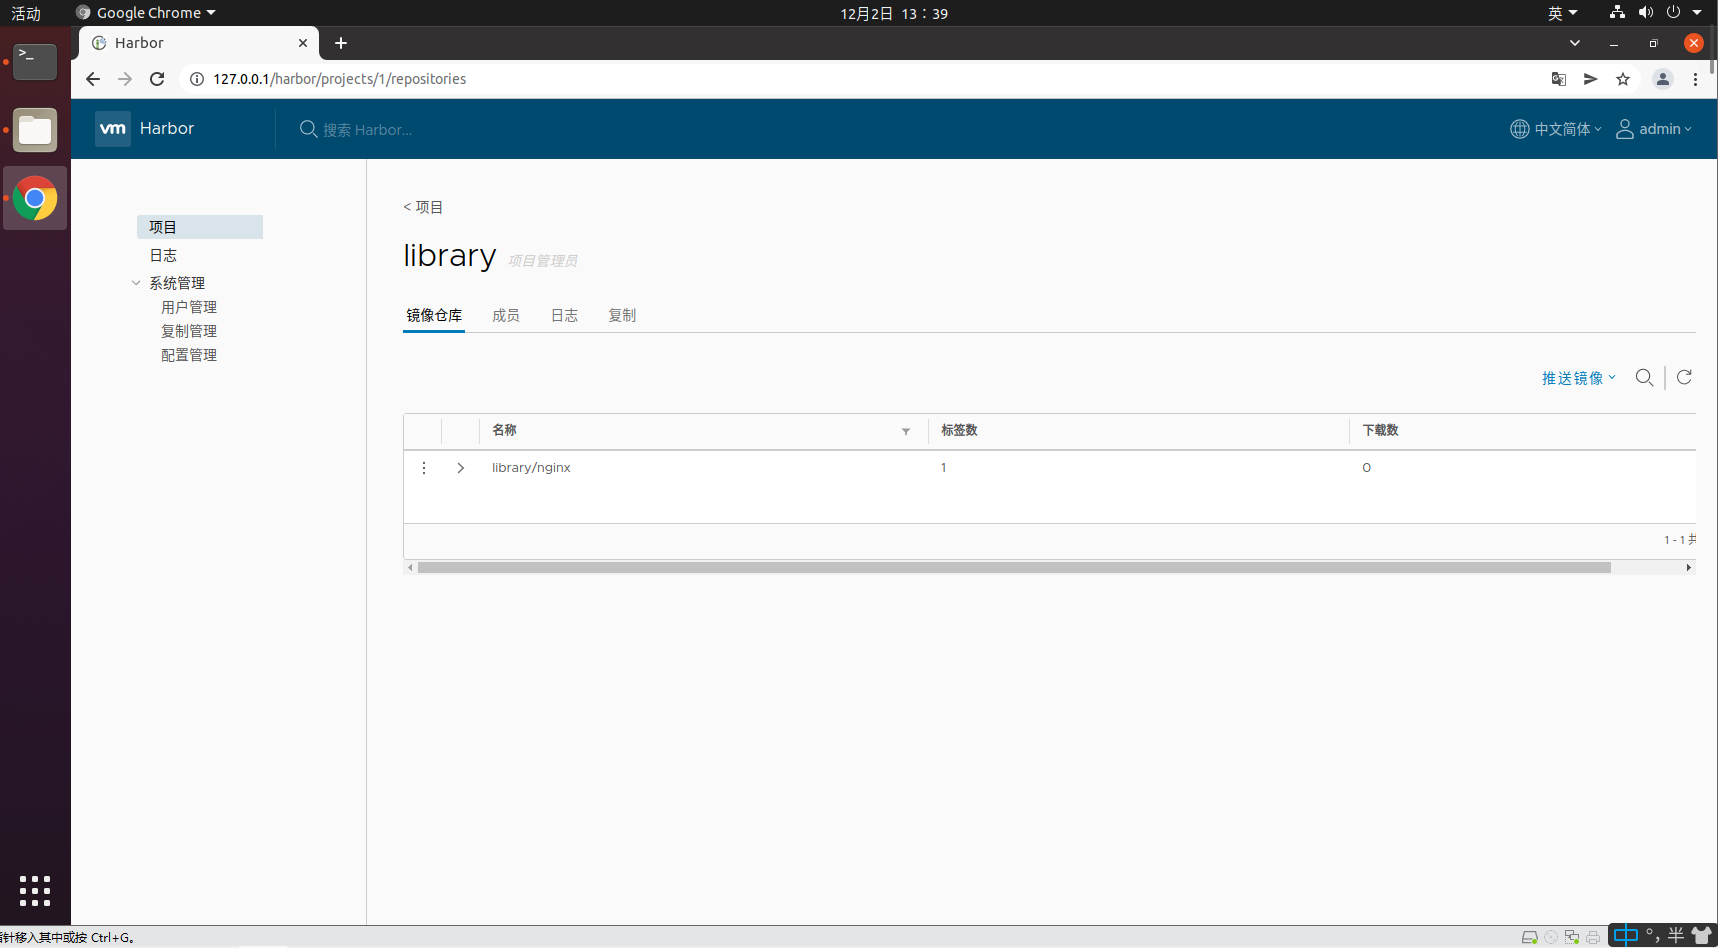 活动
Google Chrome
12月2日 13：39
英
Harbor
127.0.0.1/harbor/projects/1/repositories
vm
Harbor
搜索 Harbor...
中文简体
admin
项目
日志
系统管理
用户管理
复制管理
配置管理
< 项目
library 项目管理员
镜像仓库 成员 日志 复制
推送镜像
名称 标签数 下载数
library/nginx 1 0
1 - 1 共
针移入其中或按 Ctrl+G。
中 °, 半